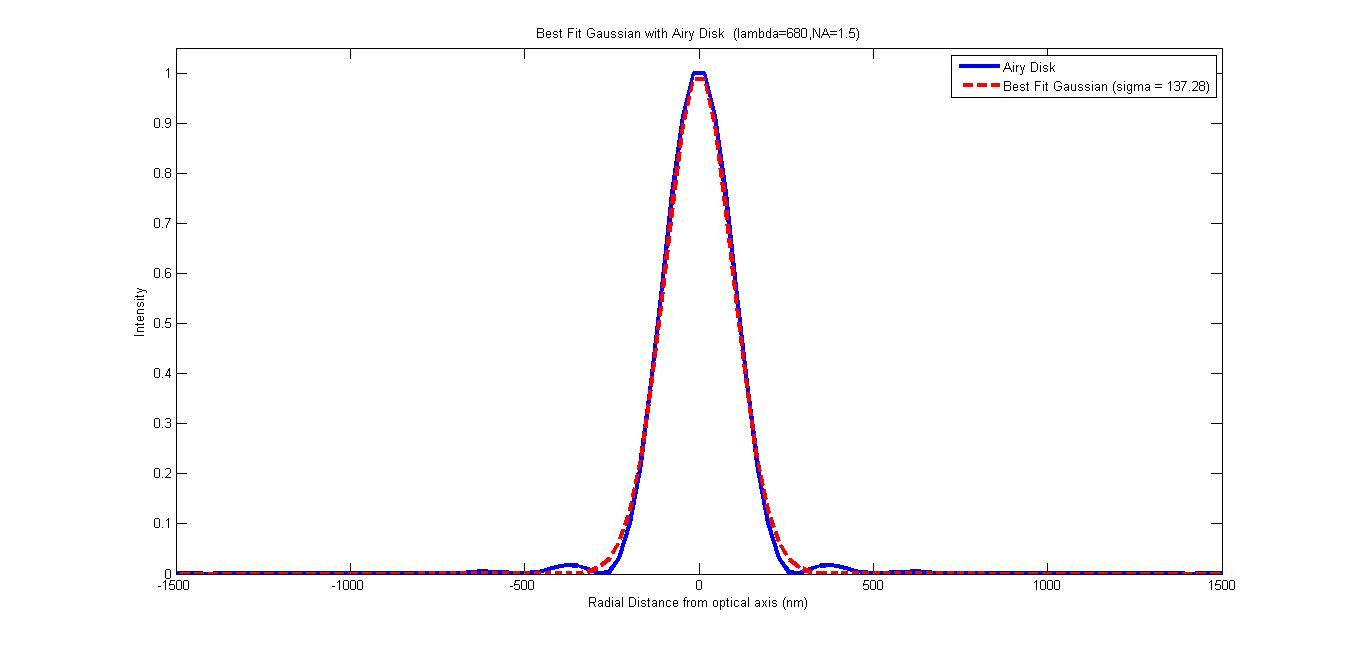 Best Fit Gaussian with Airy Disk (lambda=680,NA=1.5)
Airy Disk
Best Fit Gaussian (sigma = 137.28)
1
0.9
0.8
0.7
0.6
0.5
0.4
0.3
0.2
0.1
0
Intensity
-1500 -1000 -500 0 500 1000 1500
Radial Distance from optical axis (nm)